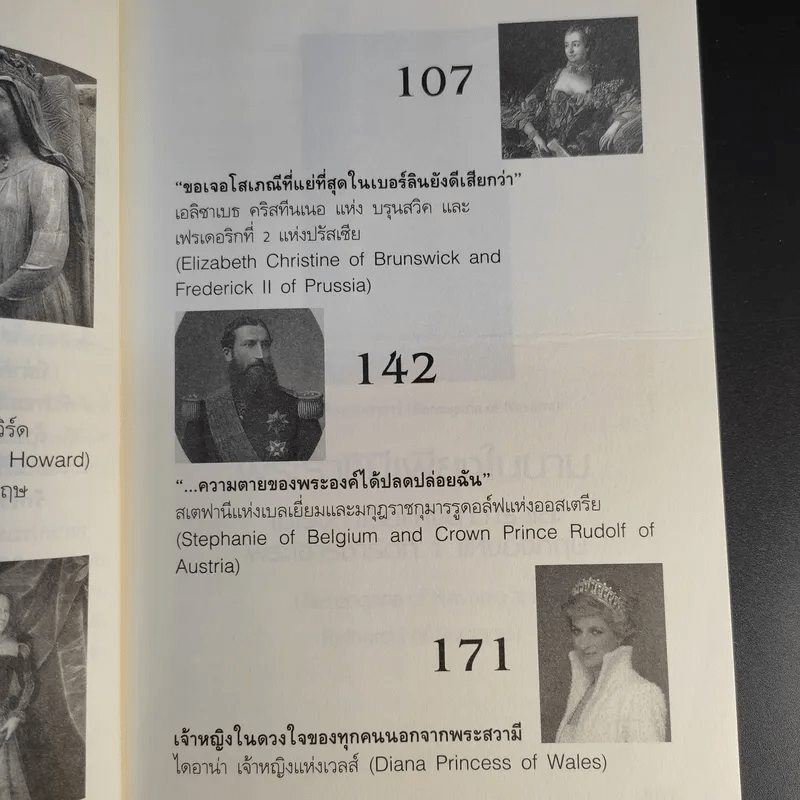 วิร์ด
Howard)
กฤษ
107
“ขอเจอโสเภณีที่แย่ที่สุดในเบอร์ลินยังดีเสียกว่า”
เอลิซาเบธ คริสทีนเนอ แห่ง บรุนสวิค และ
เฟรเดอริกที่ 2 แห่งปรัสเซีย
(Elizabeth Christine of Brunswick and
Frederick II of Prussia)
142
“...ความตายของพระองค์ได้ปลดปล่อยฉัน”
สเตฟานีแห่งเบลเยี่ยมและมกุฎราชกุมารรูดอล์ฟแห่งออสเตรีย
(Stephanie of Belgium and Crown Prince Rudolf of
Austria)
171
เจ้าหญิงในดวงใจของทุกคนนอกจากพระสวามี
ไดอาน่า เจ้าหญิงแห่งเวลส์ (Diana Princess of Wales)